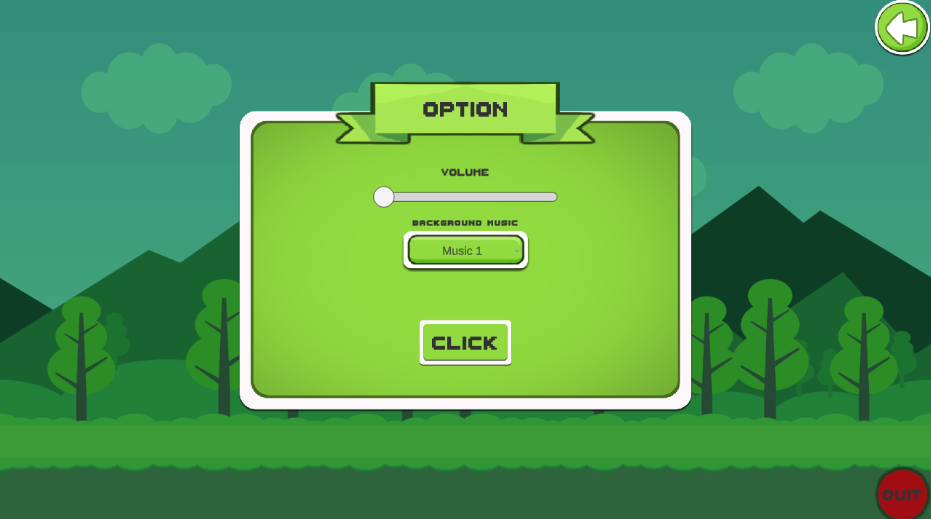 OPTION
VOLUME
BACKGROUND MUSIC
Music 1
CLICK
QUIT